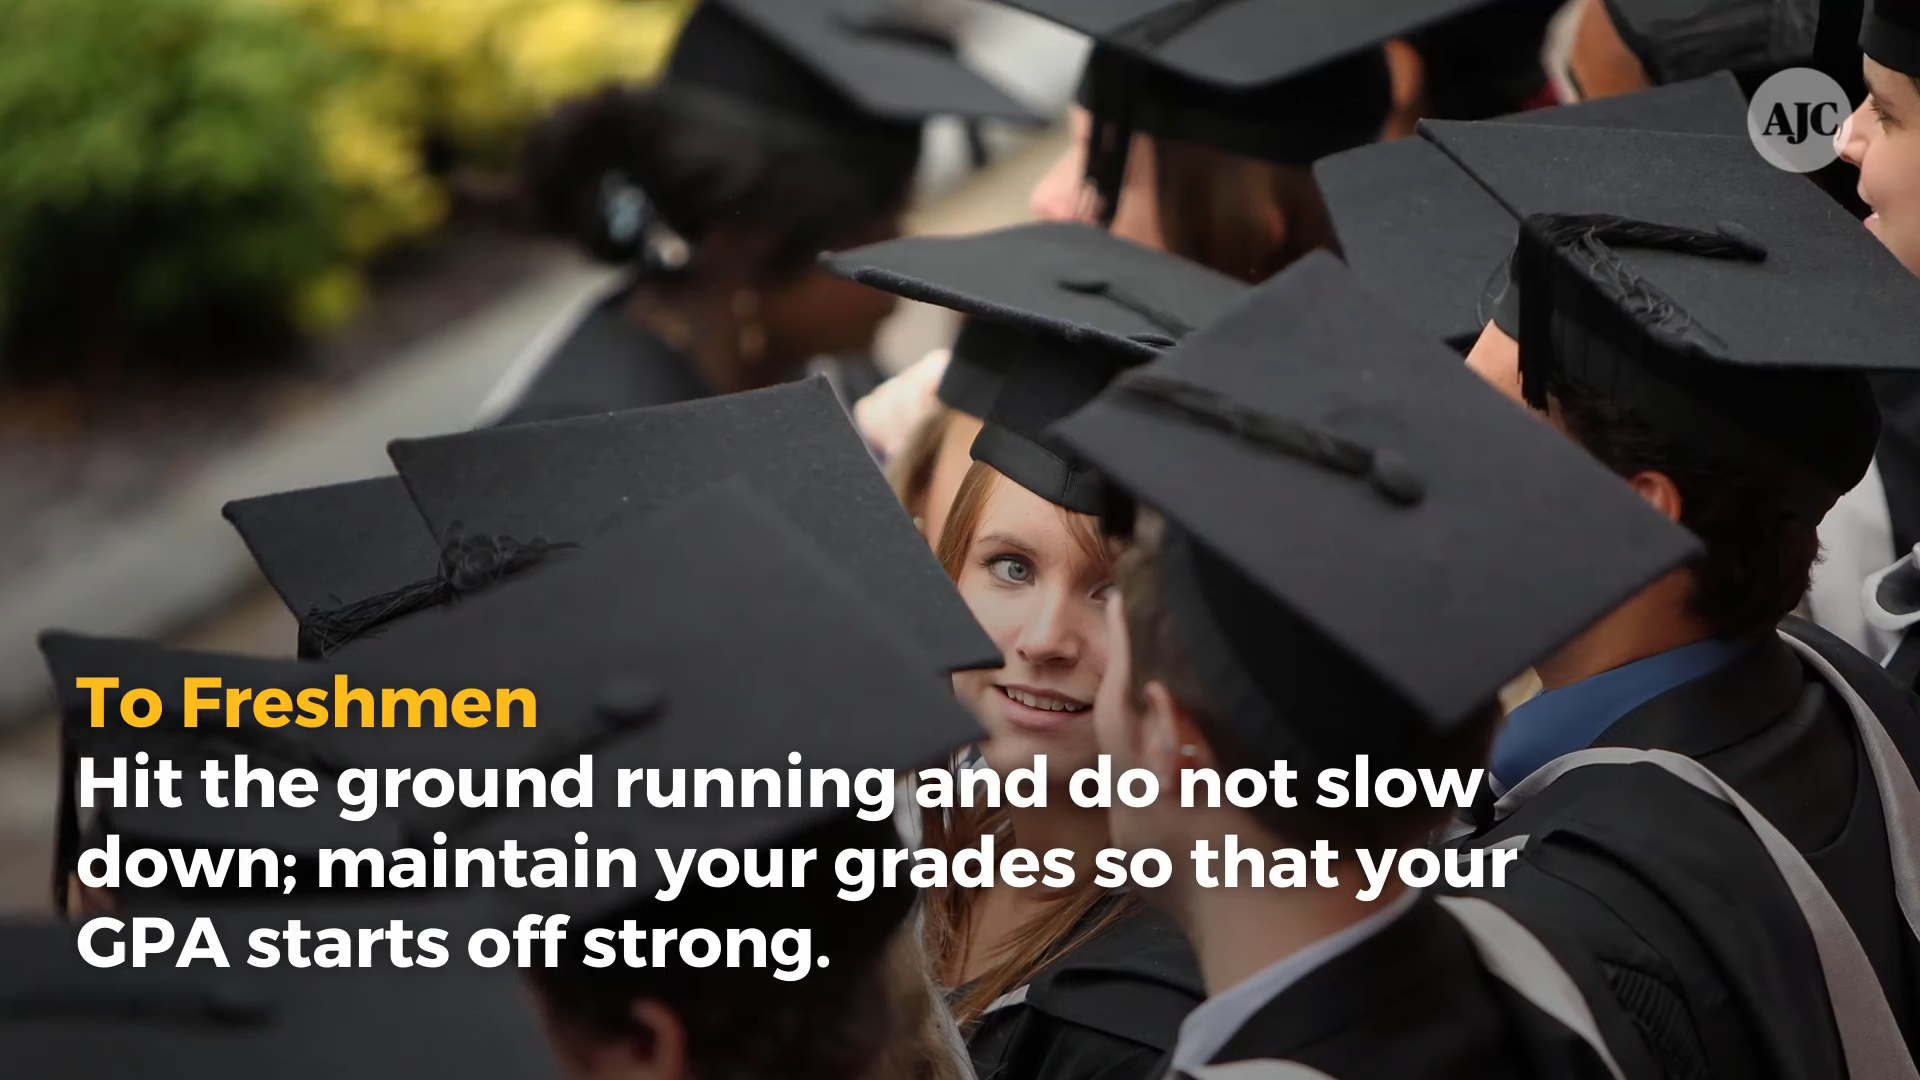 AJC
To Freshmen
Hit the ground running and do not slow
down; maintain your grades so that your
GPA starts off strong.